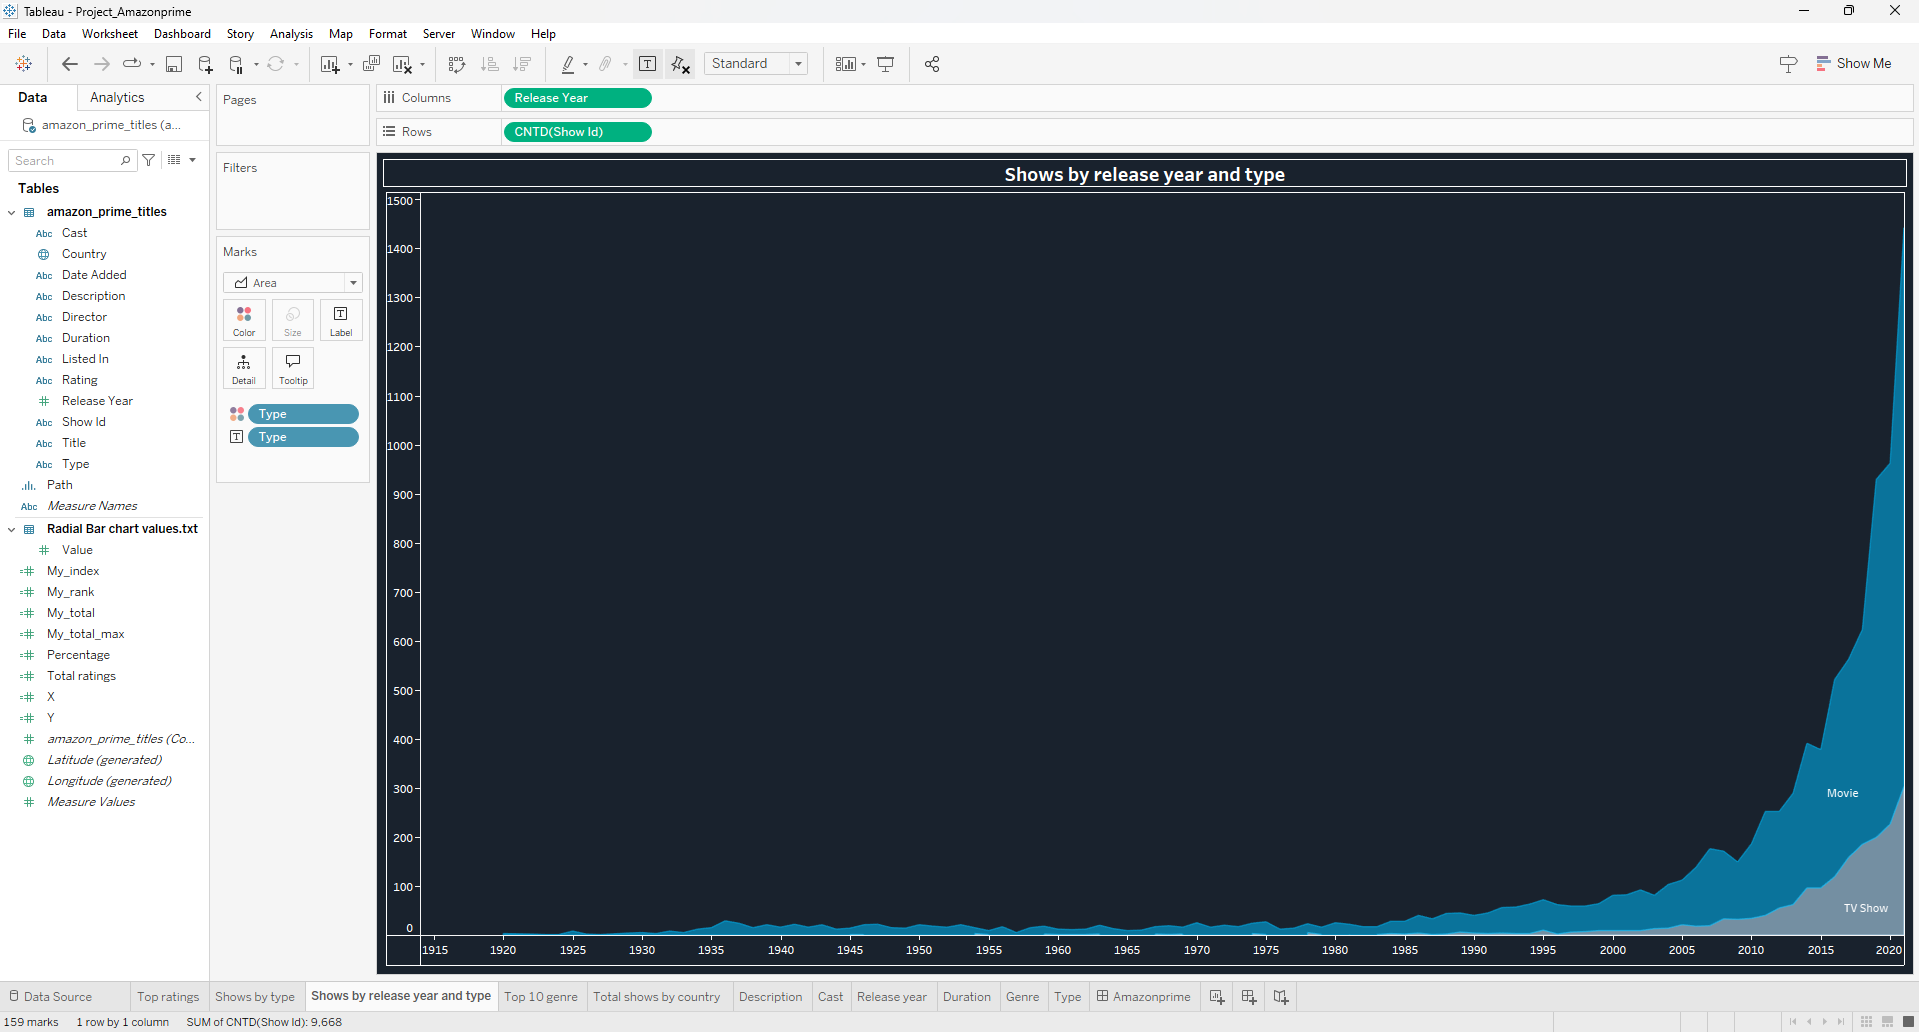 Tableau - Project_Amazonprime
File Data Worksheet Dashboard Story Analysis Map Format Server Window Help
Standard
Show Me
Data Analytics
amazon_prime_titles (a...
Search
Tables
amazon_prime_titles
Abc Cast
Country
Abc Date Added
Abc Description
Abc Director
Abc Duration
Abc Listed In
Abc Rating
# Release Year
Abc Show Id
Abc Title
Abc Type
Path
Abc Measure Names
Radial Bar chart values.txt
# Value
=# My_index
=# My_rank
=# My_total
=# My_total_max
=# Percentage
=# Total ratings
=# X
=# Y
# amazon_prime_titles (Co...
Latitude (generated)
Longitude (generated)
# Measure Values
Pages
Filters
Marks
Area
Color Size Label
Detail Tooltip
Type
Type
Columns Release Year
Rows CNTD(Show Id)
Shows by release year and type
1500
1400
1300
1200
1100
1000
900
800
700
600
500
400
300
200
100
0
Movie
TV Show
1915 1920 1925 1930 1935 1940 1945 1950 1955 1960 1965 1970 1975 1980 1985 1990 1995 2000 2005 2010 2015 2020
Data Source Top ratings Shows by type Shows by release year and type Top 10 genre Total shows by country Description Cast Release year Duration Genre Type Amazonprime
159 marks 1 row by 1 column SUM of CNTD(Show Id): 9,668